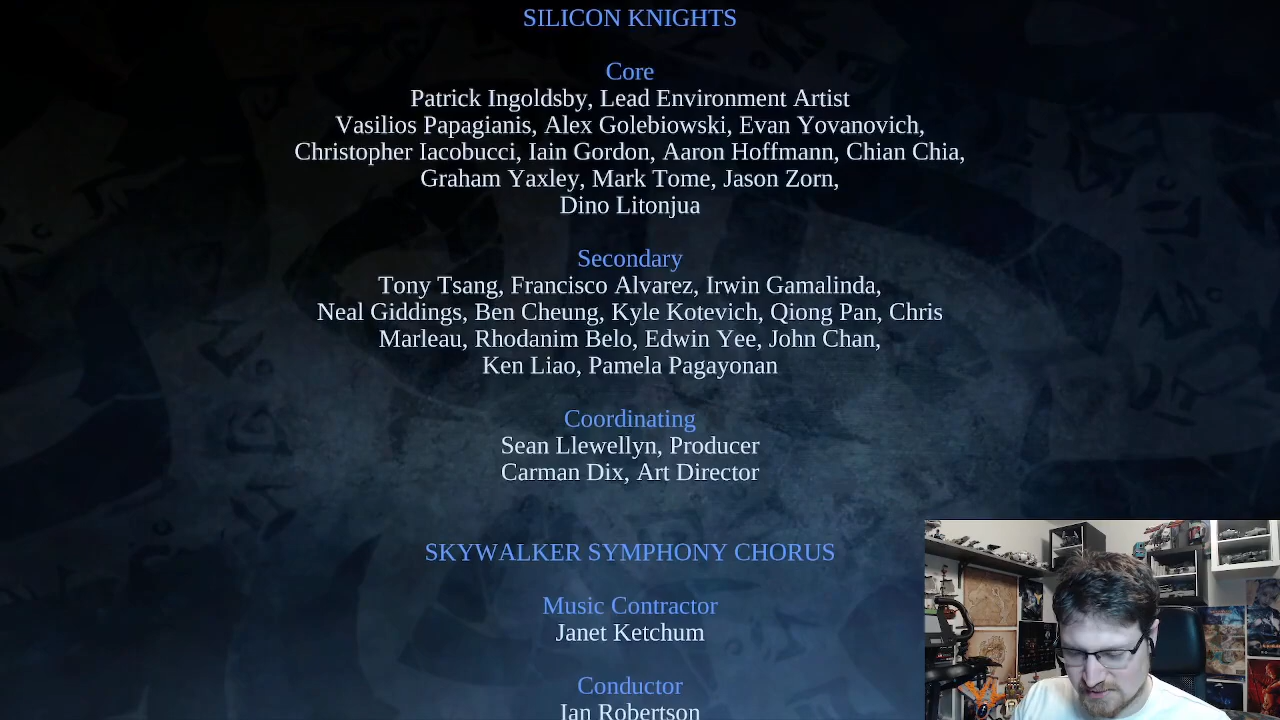 SILICON KNIGHTS
Core
Patrick Ingoldsby, Lead Environment Artist
Vasilios Papagianis, Alex Golebiowski, Evan Yovanovich,
Christopher Iacobucci, Iain Gordon, Aaron Hoffmann, Chian Chia,
Graham Yaxley, Mark Tome, Jason Zorn,
Dino Litonjua
Secondary
Tony Tsang, Francisco Alvarez, Irwin Gamalinda,
Neal Giddings, Ben Cheung, Kyle Kotevich, Qiong Pan, Chris
Marleau, Rhodanim Belo, Edwin Yee, John Chan,
Ken Liao, Pamela Pagayonan
Coordinating
Sean Llewellyn, Producer
Carman Dix, Art Director
SKYWALKER SYMPHONY CHORUS
Music Contractor
Janet Ketchum
Conductor
Ian Robertson